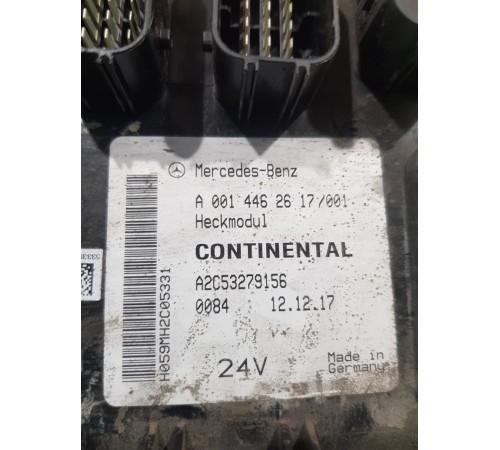 Mercedes-Benz
A 001 446 26 17/001
Heckmodul
CONTINENTAL
A2C53279156
0084 12.12.17
24V
Made in
Germany
H059MH2C05331